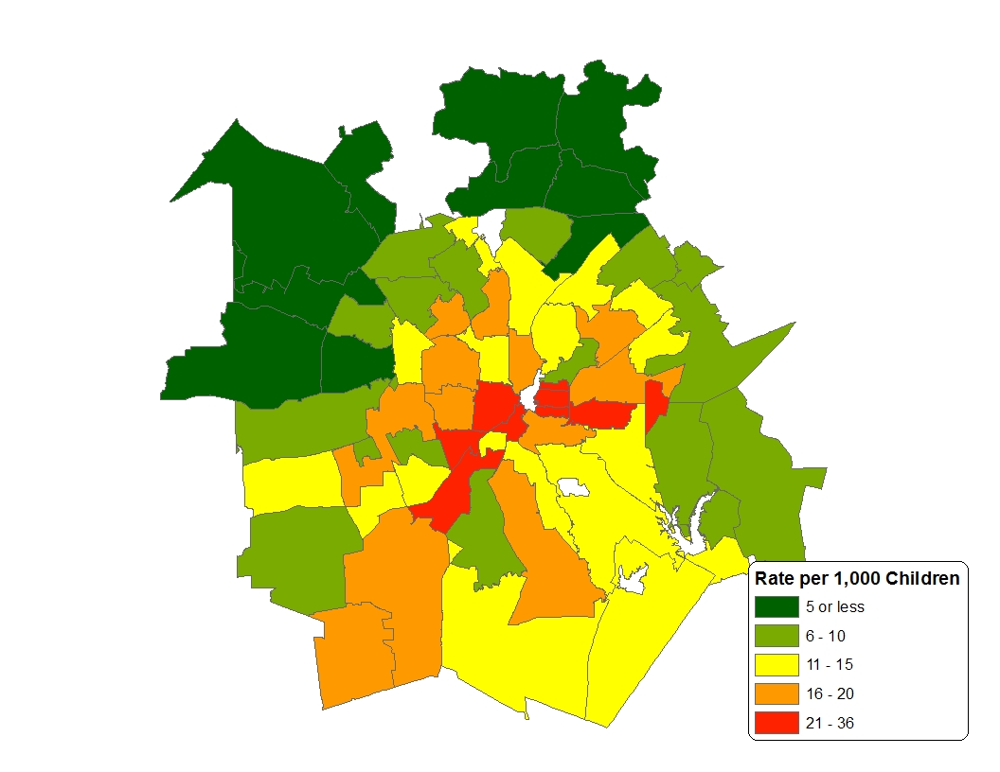 Rate per 1,000 Children
5 or less
6 - 10
11 - 15
16 - 20
21 - 36